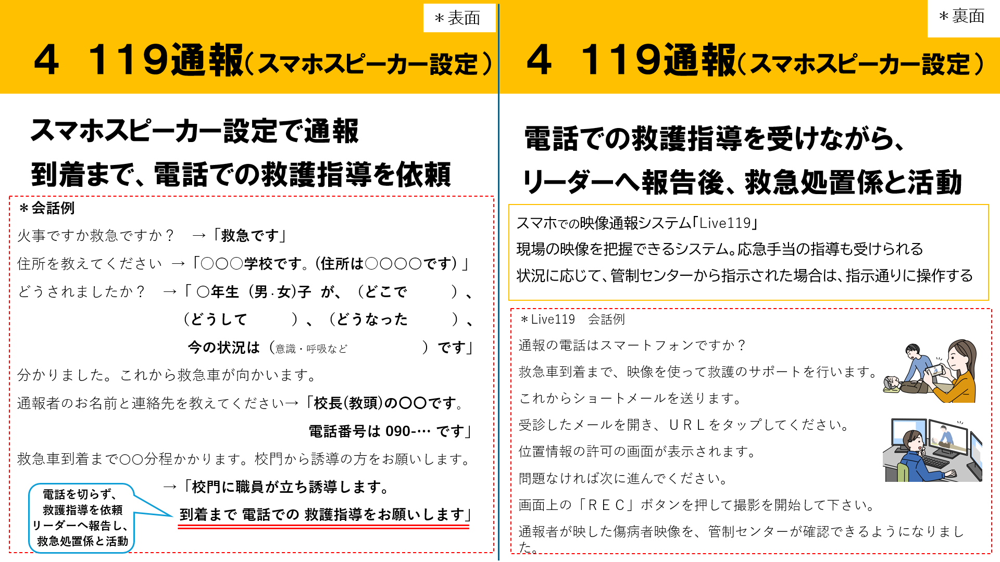 ＊表面
４　１１９通報（スマホスピーカー設定）
スマホスピーカー設定で通報
到着まで、電話での救護指導を依頼
＊会話例
火事ですか救急ですか？　→「救急です」
住所を教えてください →「○○○学校です。(住所は○○○○です) 」
どうされましたか？　→「 ○年生 (男・女)子 が、（どこで　　　）、
（どうして　　　）、（どうなった　　　）、
今の状況は（意識・呼吸など　　　　　）です」
分かりました。これから救急車が向かいます。
通報者のお名前と連絡先を教えてください→「校長(教頭)の〇〇です。
電話番号は 090-… です」
救急車到着まで○○分程かかります。校門から誘導の方をお願いします。
→「校門に職員が立ち誘導します。
到着まで 電話での 救護指導をお願いします」
電話を切らず、
救護指導を依頼
リーダーへ報告し、
救急処置係と活動
＊裏面
４　１１９通報（スマホスピーカー設定）
電話での救護指導を受けながら、
リーダーへ報告後、救急処置係と活動
スマホでの映像通報システム「Live119」
現場の映像を把握できるシステム。応急手当の指導も受けられる
状況に応じて、管制センターから指示された場合は、指示通りに操作する
＊Live119　会話例
通報の電話はスマートフォンですか？
救急車到着まで、映像を使って救護のサポートを行います。
これからショートメールを送ります。
受診したメールを開き、ＵＲＬをタップしてください。
位置情報の許可の画面が表示されます。
問題なければ次に進んでください。
画面上の「ＲＥＣ」ボタンを押して撮影を開始して下さい。
通報者が映した傷病者映像を、管制センターが確認できるようになりまし
た。